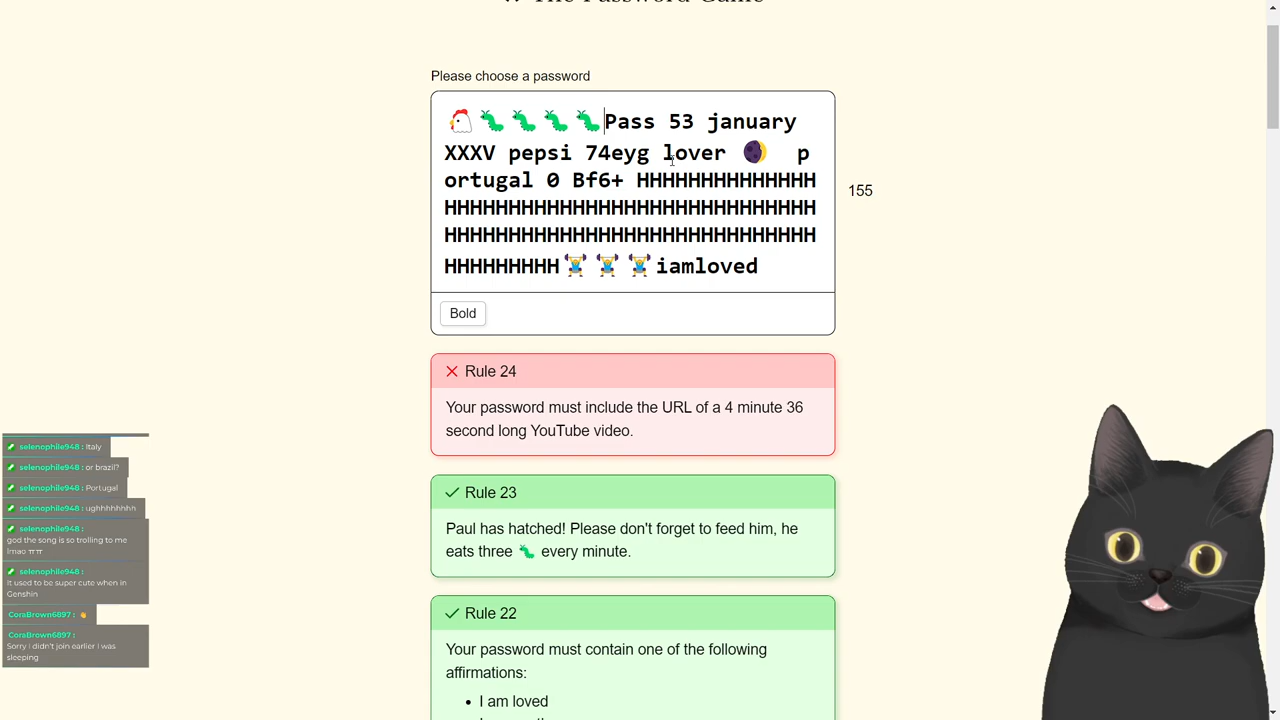 The Password Game
Please choose a password
🐔🐛🐛🐛🐛Pass 53 january
XXXV pepsi 74eyg lover 🌒 p
ortugal 0 Bf6+ HHHHHHHHHHHHHH
HHHHHHHHHHHHHHHHHHHHHHHHHHHHH
HHHHHHHHHHHHHHHHHHHHHHHHHHHHH
HHHHHHHHH🏋️🏋️🏋️iamloved
155
Bold
Rule 24
Your password must include the URL of a 4 minute 36
second long YouTube video.
Rule 23
Paul has hatched! Please don't forget to feed him, he
eats three 🐛 every minute.
Rule 22
Your password must contain one of the following
affirmations:
• I am loved
selenophile948 : Italy
selenophile948 : or brazil?
selenophile948 : Portugal
selenophile948 : ughhhhhhhh
selenophile948 :
god the song is so trolling to me
lmao ㅠㅠ
selenophile948 :
It used to be super cute when in
Genshin
CoraBrown6897 : 👋
CoraBrown6897 :
Sorry I didn't join earlier I was
sleeping